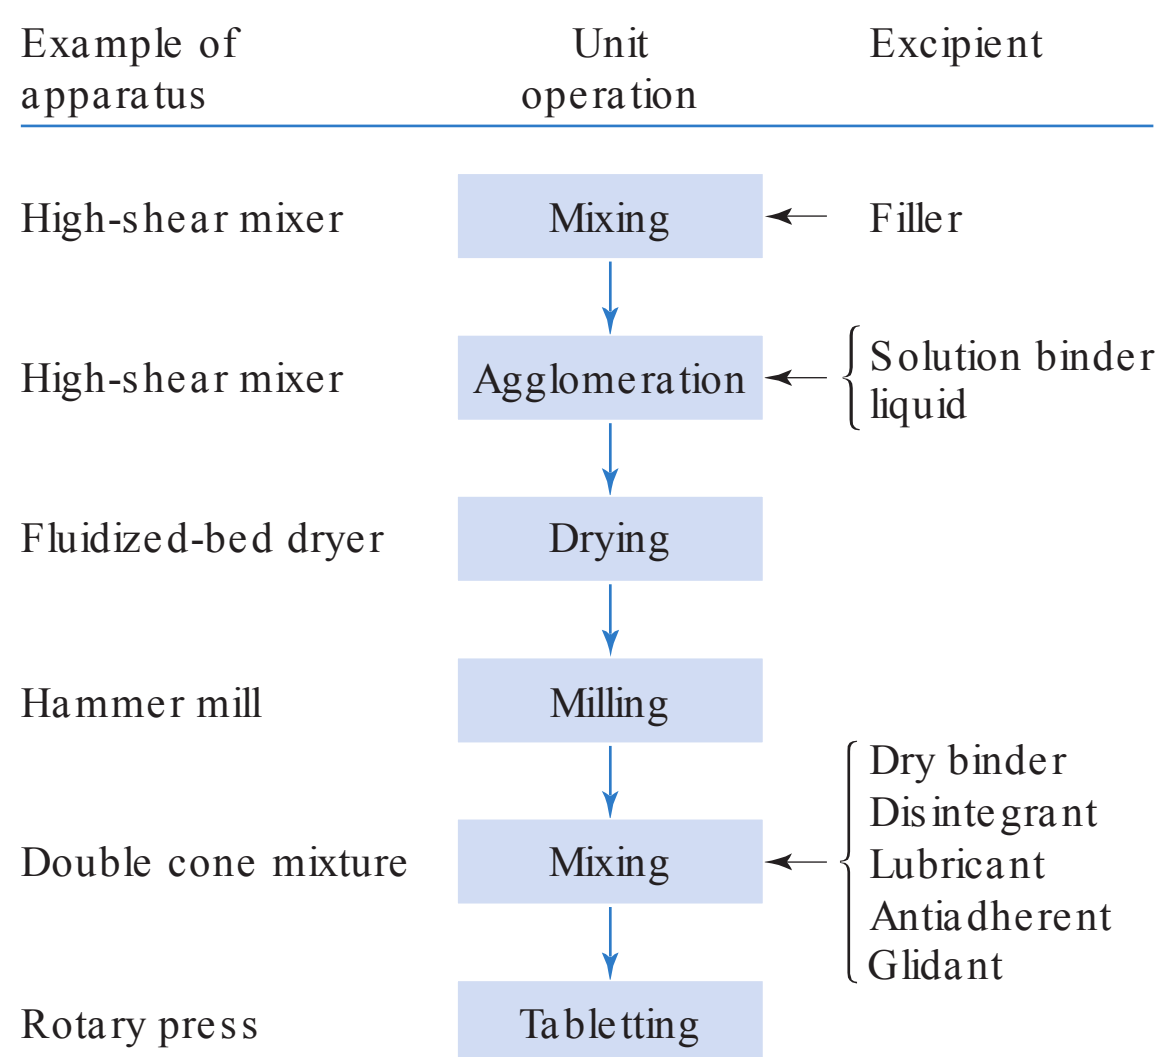 Example of
apparatus
Unit
operation
Excipient
High-shear mixer
Mixing
Filler
High-shear mixer
Agglomeration
Solution binder
liquid
Fluidized-bed dryer
Drying
Hammer mill
Milling
Double cone mixture
Mixing
Dry binder
Disintegrant
Lubricant
Antiadherent
Glidant
Rotary press
Tabletting